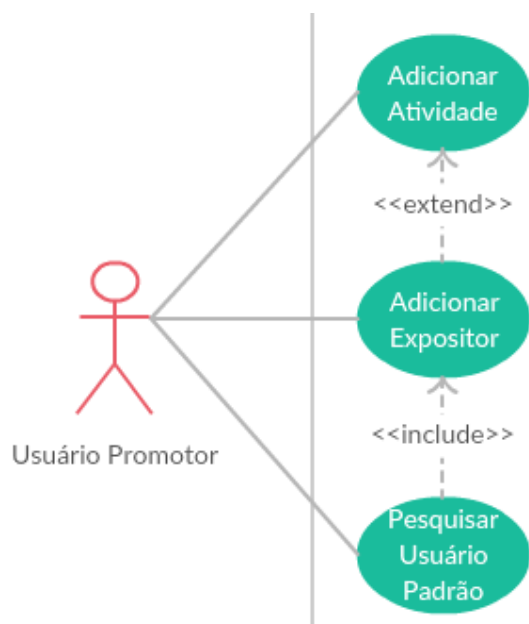 Adicionar
Atividade
<<extend>>
Adicionar
Expositor
Usuário Promotor
<<include>>
Pesquisar
Usuário
Padrão